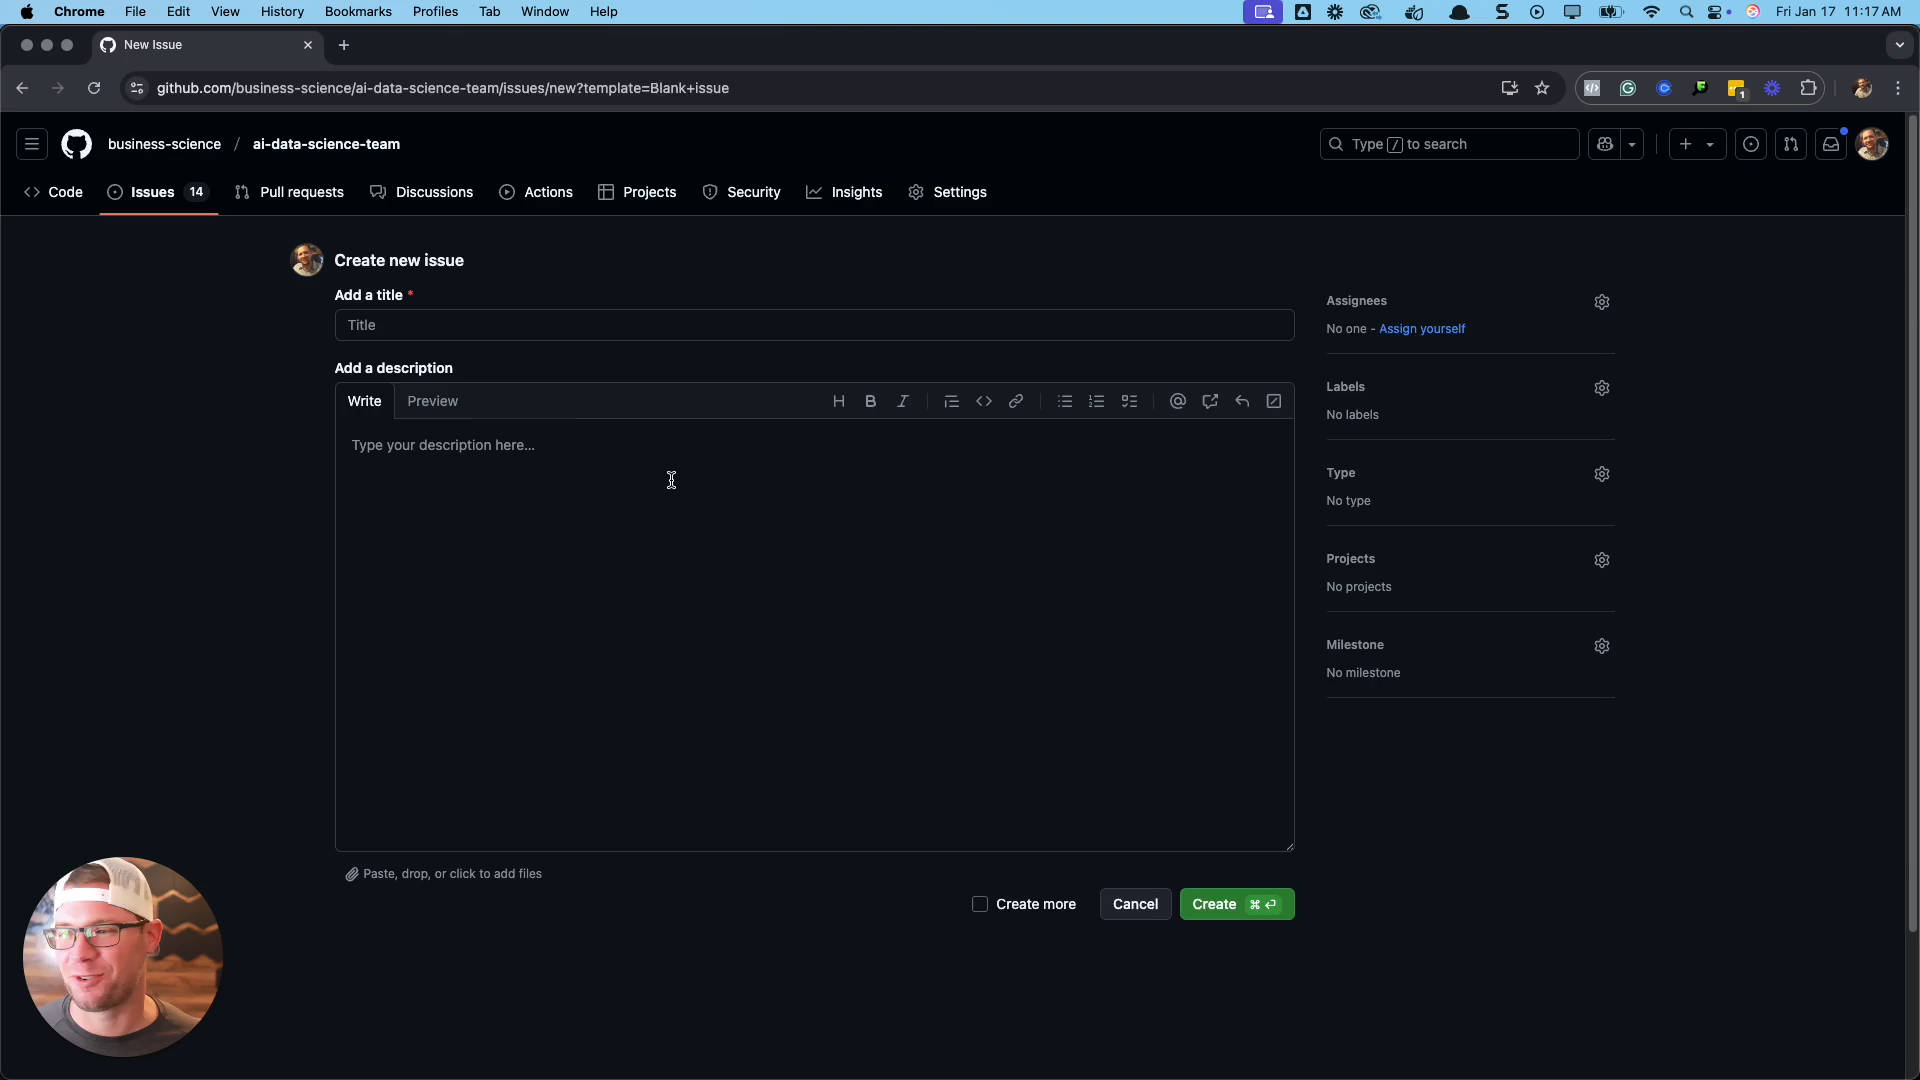 Chrome File Edit View History Bookmarks Profiles Tab Window Help
Fri Jan 17 11:17 AM
New Issue
github.com/business-science/ai-data-science-team/issues/new?template=Blank+issue
1
business-science / ai-data-science-team
Type / to search
Code Issues 14 Pull requests Discussions Actions Projects Security Insights Settings
Create new issue
Add a title *
Title
Add a description
Write Preview
Type your description here...
Paste, drop, or click to add files
Create more Cancel Create ⌘ ⏎
Assignees
No one - Assign yourself
Labels
No labels
Type
No type
Projects
No projects
Milestone
No milestone